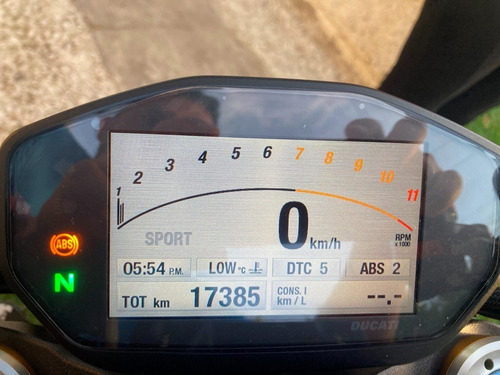 1 2 3 4 5 6 7 8 9 10 11
SPORT 0 km/h RPM x1000
ABS
05:54 P.M. LOW °C DTC 5 ABS 2
N
TOT km 17385 CONS. I km / L --.-
DUCATI